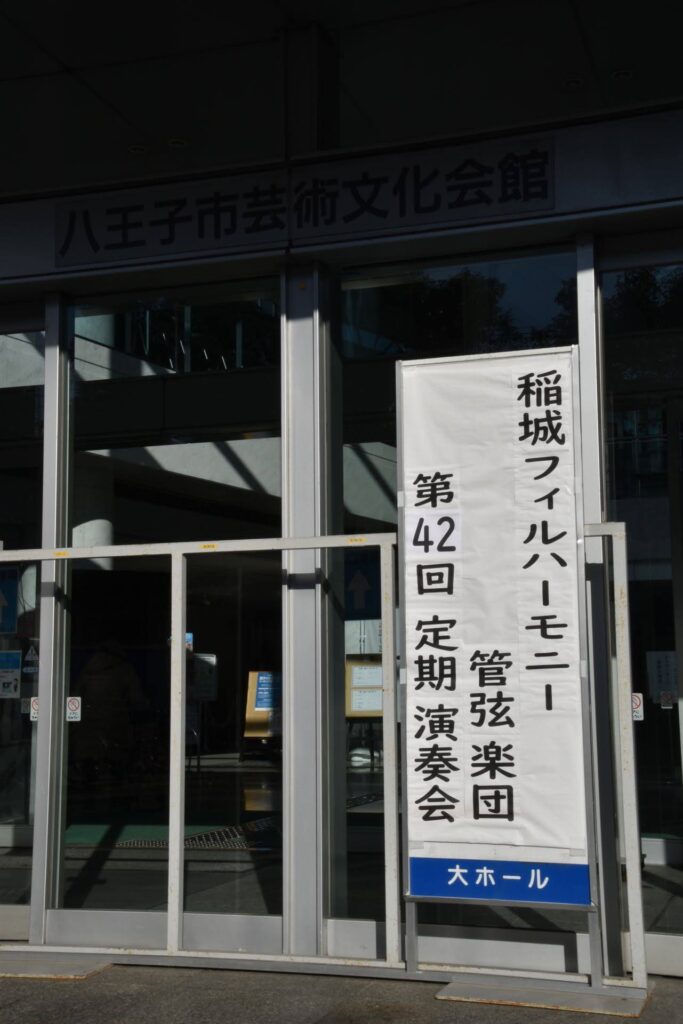 八王子市芸術文化会館
稲城フィルハーモニー
管弦楽団
第42回 定期演奏会
大ホール